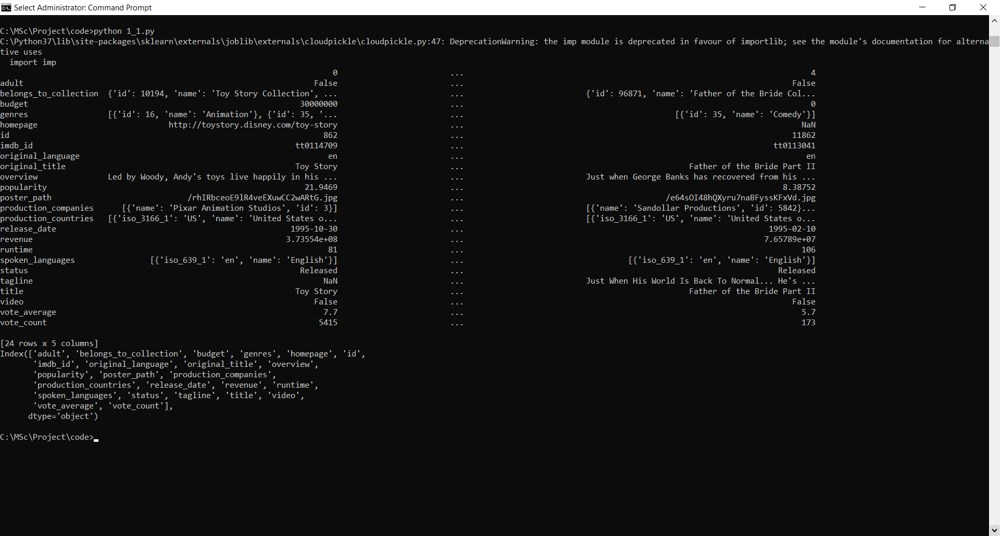 Select Administrator: Command Prompt
C:\MSc\Project\code>python 1_1.py
C:\Python37\lib\site-packages\sklearn\externals\joblib\externals\cloudpickle\cloudpickle.py:47: DeprecationWarning: the imp module is deprecated in favour of importlib; see the module's documentation for alterna
tive uses
  import imp
0 ... 4
adult False ... False
belongs_to_collection {'id': 10194, 'name': 'Toy Story Collection', ... ... {'id': 96871, 'name': 'Father of the Bride Col...
budget 30000000 ... 0
genres [{'id': 16, 'name': 'Animation'}, {'id': 35, '... ... [{'id': 35, 'name': 'Comedy'}]
homepage http://toystory.disney.com/toy-story ... NaN
id 862 ... 11862
imdb_id tt0114709 ... tt0113041
original_language en ... en
original_title Toy Story ... Father of the Bride Part II
overview Led by Woody, Andy's toys live happily in his ... ... Just when George Banks has recovered from his ...
popularity 21.9469 ... 8.38752
poster_path /rhIRbceoE9lR4veEXuwCC2wARtG.jpg ... /e64sOI48hQXyru7naBFyssKFxVd.jpg
production_companies [{'name': 'Pixar Animation Studios', 'id': 3}] ... [{'name': 'Sandollar Productions', 'id': 5842}...
production_countries [{'iso_3166_1': 'US', 'name': 'United States o... ... [{'iso_3166_1': 'US', 'name': 'United States o...
release_date 1995-10-30 ... 1995-02-10
revenue 3.73554e+08 ... 7.65789e+07
runtime 81 ... 106
spoken_languages [{'iso_639_1': 'en', 'name': 'English'}] ... [{'iso_639_1': 'en', 'name': 'English'}]
status Released ... Released
tagline NaN ... Just When His World Is Back To Normal... He's ...
title Toy Story ... Father of the Bride Part II
video False ... False
vote_average 7.7 ... 5.7
vote_count 5415 ... 173
[24 rows x 5 columns]
Index(['adult', 'belongs_to_collection', 'budget', 'genres', 'homepage', 'id',
       'imdb_id', 'original_language', 'original_title', 'overview',
       'popularity', 'poster_path', 'production_companies',
       'production_countries', 'release_date', 'revenue', 'runtime',
       'spoken_languages', 'status', 'tagline', 'title', 'video',
       'vote_average', 'vote_count'],
      dtype='object')
C:\MSc\Project\code>